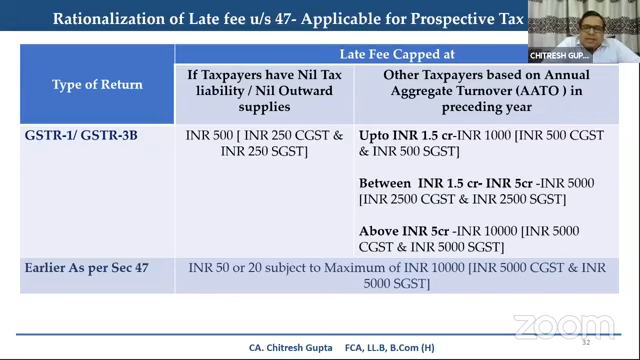 Rationalization of Late fee u/s 47- Applicable for Prospective Tax
CHITRESH GUP...
Type of Return
Late Fee Capped at
If Taxpayers have Nil Tax
liability / Nil Outward
supplies
Other Taxpayers based on Annual
Aggregate Turnover (AATO) in
preceding year
GSTR-1/ GSTR-3B
INR 500 [ INR 250 CGST &
INR 250 SGST]
Upto INR 1.5 cr-INR 1000 [INR 500 CGST
& INR 500 SGST]
Between INR 1.5 cr- INR 5cr -INR 5000
[INR 2500 CGST & INR 2500 SGST]
Above INR 5cr -INR 10000 [INR 5000
CGST & INR 5000 SGST]
Earlier As per Sec 47
INR 50 or 20 subject to Maximum of INR 10000 [INR 5000 CGST & INR
5000 SGST]
zoom
32
CA. Chitresh Gupta FCA, LL.B, B.Com (H)